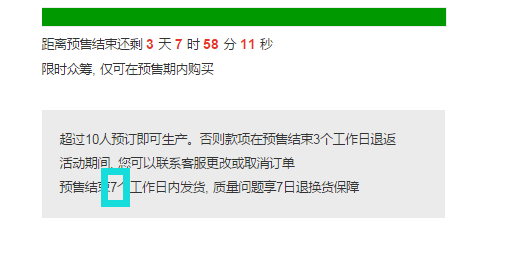 距离预售结束还剩 3 天 7 时 58 分 11 秒
限时众筹, 仅可在预售期内购买
超过10人预订即可生产。否则款项在预售结束3个工作日退返
活动期间, 您可以联系客服更改或取消订单
预售结束7个工作日内发货, 质量问题享7日退换货保障